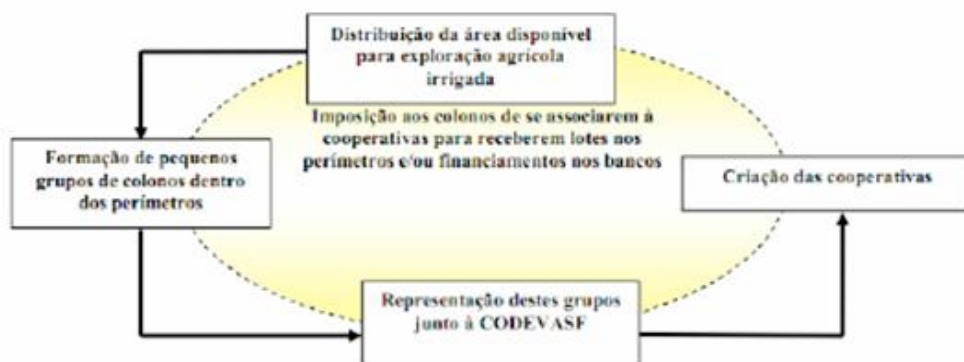 Distribuição da área disponível
para exploração agrícola
irrigada
Imposição aos colonos de se associarem à
cooperativas para receberem lotes nos
perímetros e/ou financiamentos nos bancos
Formação de pequenos
grupos de colonos dentro
dos perímetros
Criação das cooperativas
Representação destes grupos
junto à CODEVASF